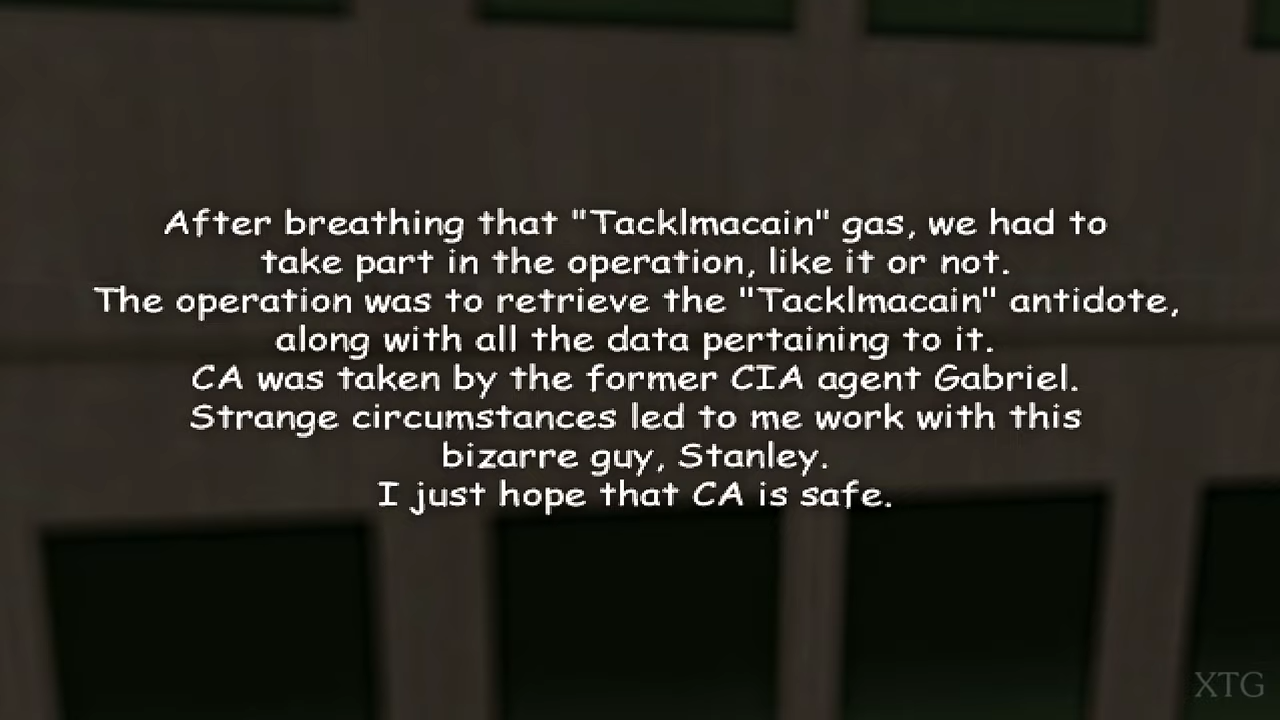 After breathing that "Tacklmacain" gas, we had to
take part in the operation, like it or not.
The operation was to retrieve the "Tacklmacain" antidote,
along with all the data pertaining to it.
CA was taken by the former CIA agent Gabriel.
Strange circumstances led to me work with this
bizarre guy, Stanley.
I just hope that CA is safe.
XTG